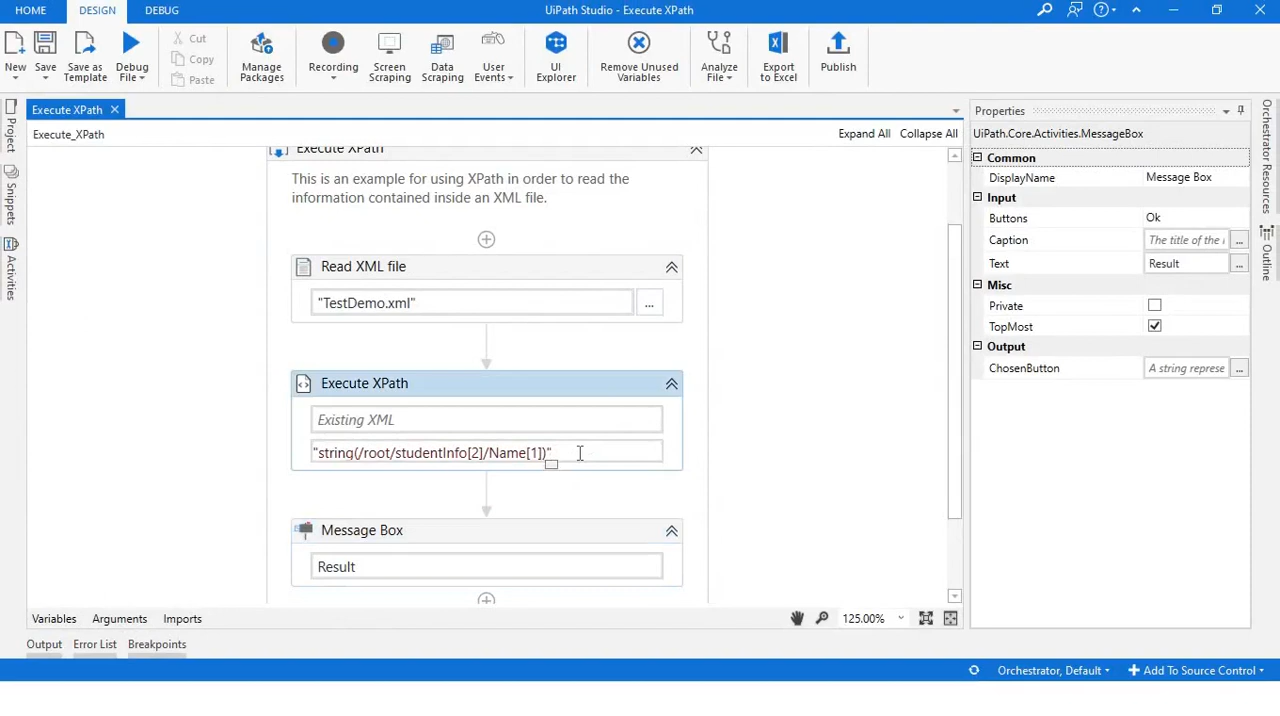 HOME DESIGN DEBUG UiPath Studio - Execute XPath
New Save Save as Template Debug File Cut Copy Paste Manage Packages Recording Screen Scraping Data Scraping User Events UI Explorer Remove Unused Variables Analyze File Export to Excel Publish
Project
Snippets
Activities
Execute XPath
Execute_XPath Expand All Collapse All
Execute XPath
This is an example for using XPath in order to read the
information contained inside an XML file.
Read XML file
"TestDemo.xml" ...
Execute XPath
Existing XML
"string(/root/studentInfo[2]/Name[1])"
Message Box
Result
Variables Arguments Imports 125.00%
Output Error List Breakpoints
Properties
UiPath.Core.Activities.MessageBox
Common
DisplayName Message Box
Input
Buttons Ok
Caption The title of the ...
Text Result ...
Misc
Private
TopMost
Output
ChosenButton A string represe ...
Orchestrator Resources
Outline
Orchestrator, Default Add To Source Control